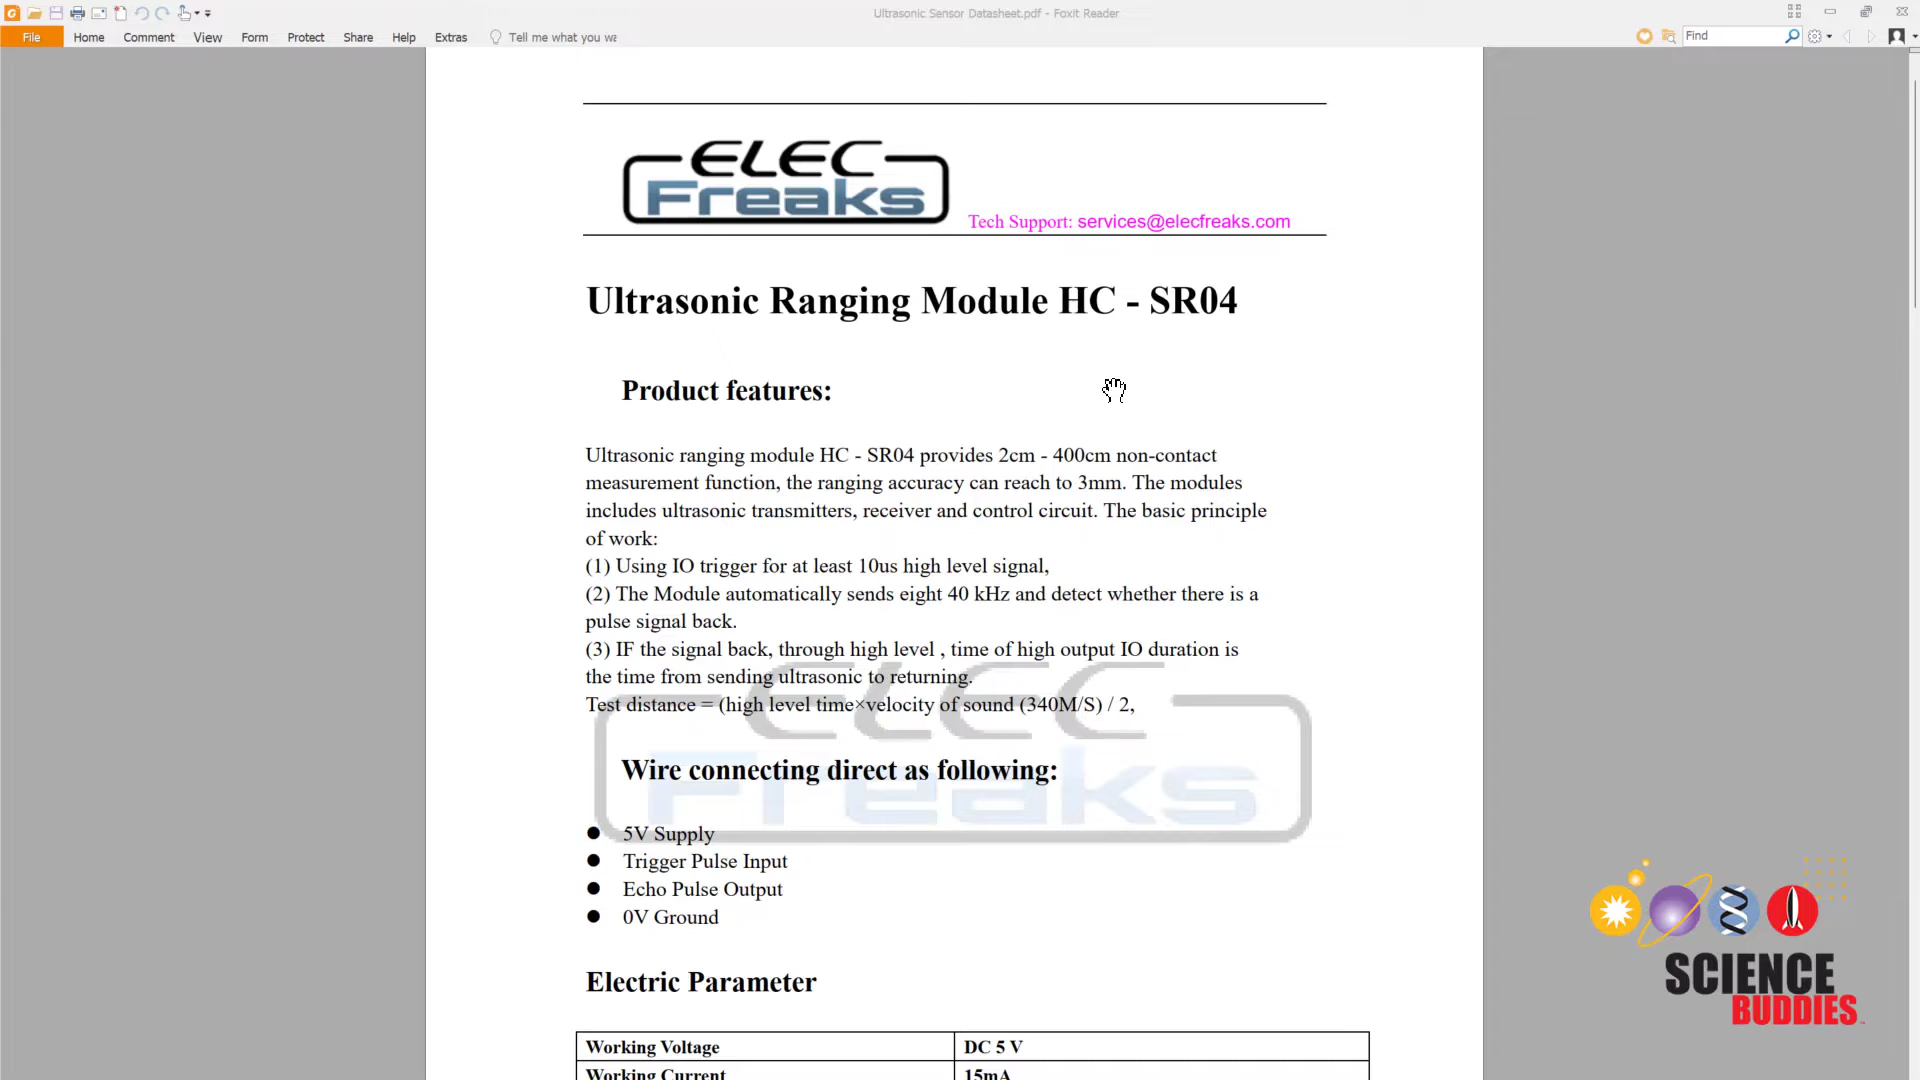 Ultrasonic Sensor Datasheet.pdf - Foxit Reader
File Home Comment View Form Protect Share Help Extras Tell me what you wa Find
ELEC
Freaks
Tech Support: services@elecfreaks.com
Ultrasonic Ranging Module HC - SR04
Product features:
Ultrasonic ranging module HC - SR04 provides 2cm - 400cm non-contact
measurement function, the ranging accuracy can reach to 3mm. The modules
includes ultrasonic transmitters, receiver and control circuit. The basic principle
of work:
(1) Using IO trigger for at least 10us high level signal,
(2) The Module automatically sends eight 40 kHz and detect whether there is a
pulse signal back.
(3) IF the signal back, through high level , time of high output IO duration is
the time from sending ultrasonic to returning.
Test distance = (high level time×velocity of sound (340M/S) / 2,
ELEC
Wire connecting direct as following:
Freaks
● 5V Supply
● Trigger Pulse Input
● Echo Pulse Output
● 0V Ground
SCIENCE
BUDDIES
Electric Parameter
Working Voltage DC 5 V
Working Current 15mA